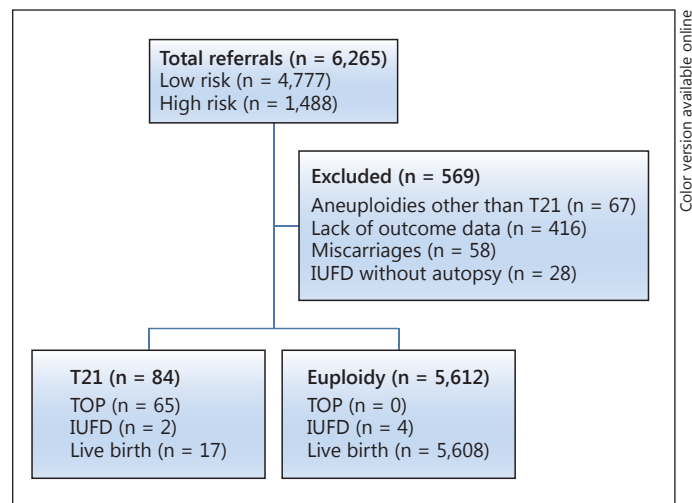 Total referrals (n = 6,265)
Low risk (n = 4,777)
High risk (n = 1,488)
Excluded (n = 569)
Aneuploidies other than T21 (n = 67)
Lack of outcome data (n = 416)
Miscarriages (n = 58)
IUFD without autopsy (n = 28)
T21 (n = 84)
TOP (n = 65)
IUFD (n = 2)
Live birth (n = 17)
Euploidy (n = 5,612)
TOP (n = 0)
IUFD (n = 4)
Live birth (n = 5,608)
Color version available online